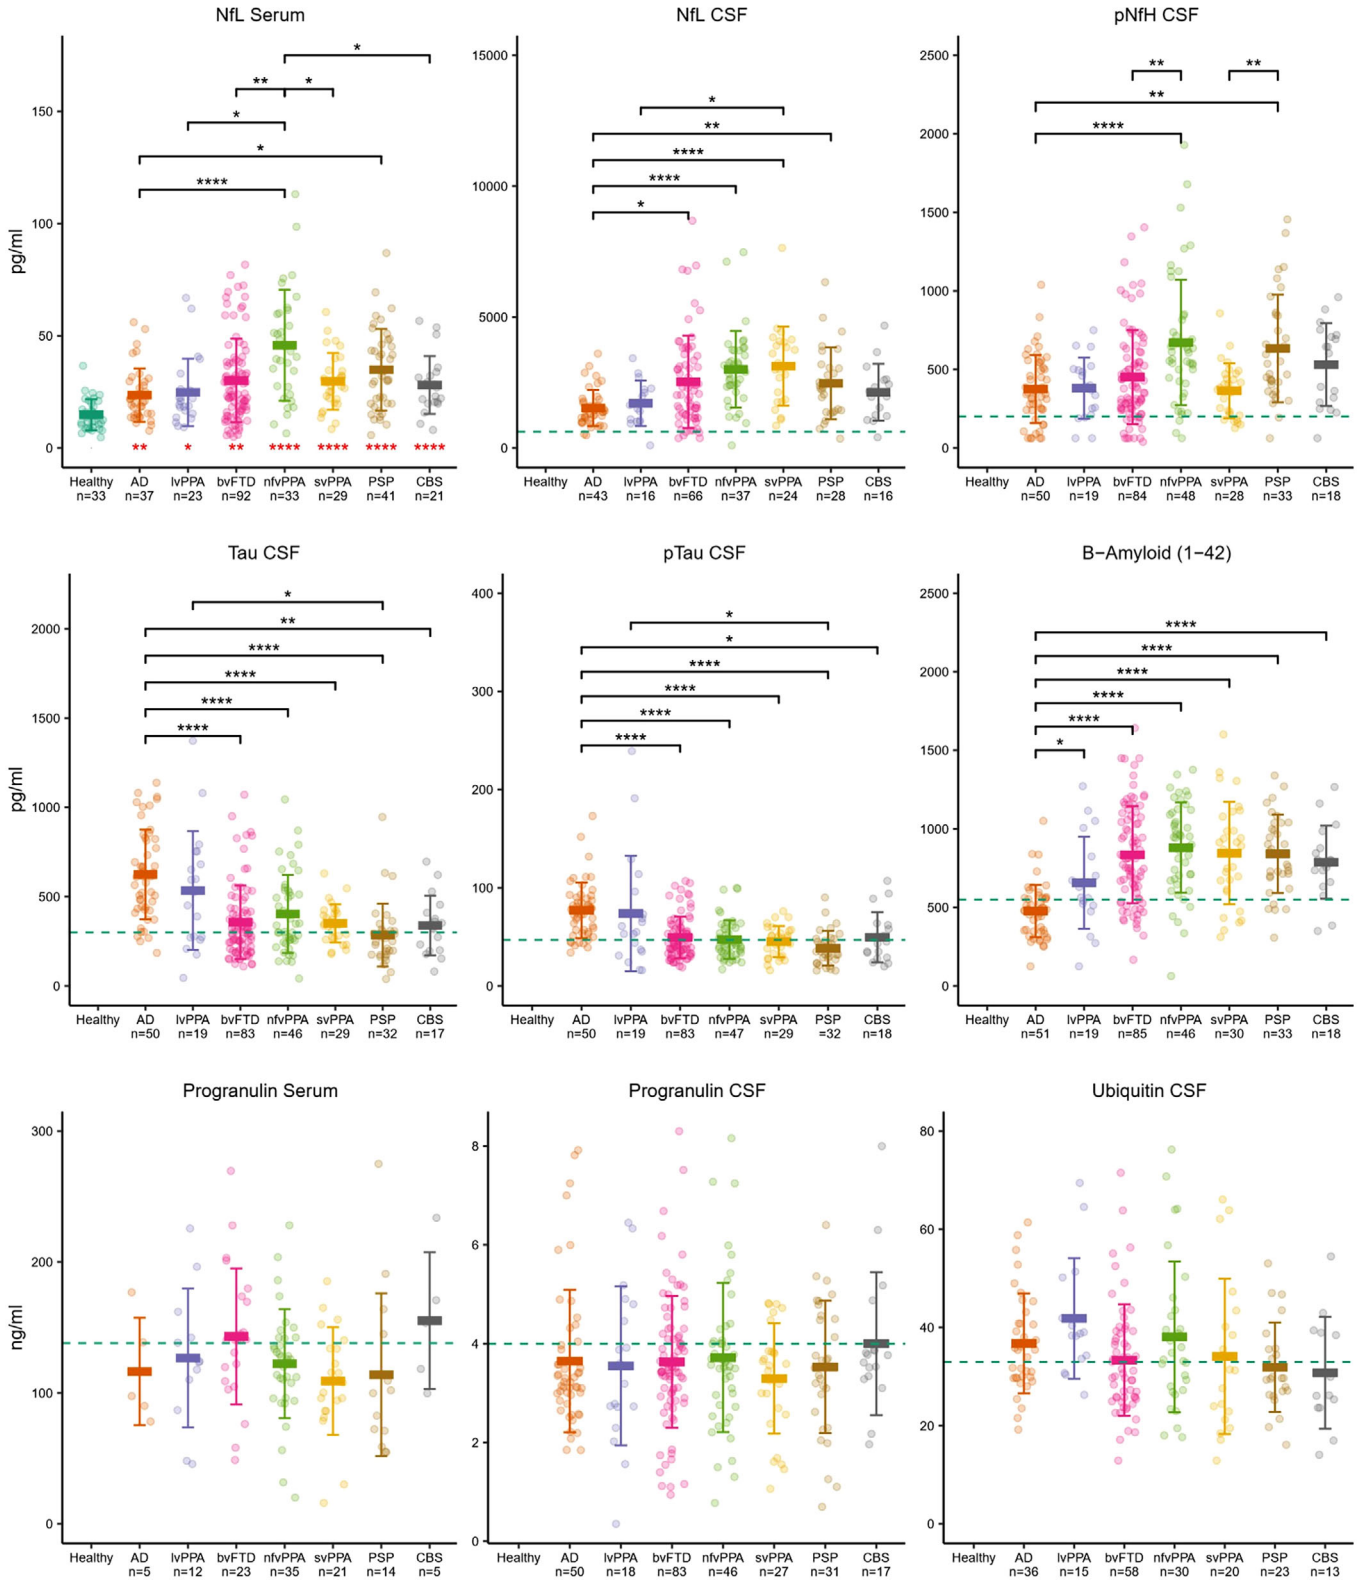 NfL Serum
NfL CSF
pNfH CSF
pg/ml
150
100
50
0
*
** *
*
*
****
** * ** **** **** **** ****
Healthy AD lvPPA bvFTD nfvPPA svPPA PSP CBS
n=33 n=37 n=23 n=92 n=33 n=29 n=41 n=21
15000
10000
5000
0
*
**
****
****
*
Healthy AD lvPPA bvFTD nfvPPA svPPA PSP CBS
n=43 n=16 n=66 n=37 n=24 n=28 n=16
2500
2000
1500
1000
500
0
** **
**
****
Healthy AD lvPPA bvFTD nfvPPA svPPA PSP CBS
n=50 n=19 n=84 n=48 n=28 n=33 n=18
Tau CSF
pTau CSF
B−Amyloid (1−42)
pg/ml
2000
1500
1000
500
0
*
**
****
****
****
****
Healthy AD lvPPA bvFTD nfvPPA svPPA PSP CBS
n=50 n=19 n=83 n=46 n=29 n=32 n=17
400
300
200
100
0
*
*
****
****
****
****
Healthy AD lvPPA bvFTD nfvPPA svPPA PSP CBS
n=50 n=19 n=83 n=47 n=29 =32 n=18
2500
2000
1500
1000
500
0
****
****
****
****
****
*
Healthy AD lvPPA bvFTD nfvPPA svPPA PSP CBS
n=51 n=19 n=85 n=46 n=30 n=33 n=18
Progranulin Serum
Progranulin CSF
Ubiquitin CSF
ng/ml
300
200
100
0
Healthy AD lvPPA bvFTD nfvPPA svPPA PSP CBS
n=5 n=12 n=23 n=35 n=21 n=14 n=5
8
6
4
2
0
Healthy AD lvPPA bvFTD nfvPPA svPPA PSP CBS
n=50 n=18 n=83 n=46 n=27 n=31 n=17
80
60
40
20
0
Healthy AD lvPPA bvFTD nfvPPA svPPA PSP CBS
n=36 n=15 n=58 n=30 n=20 n=23 n=13